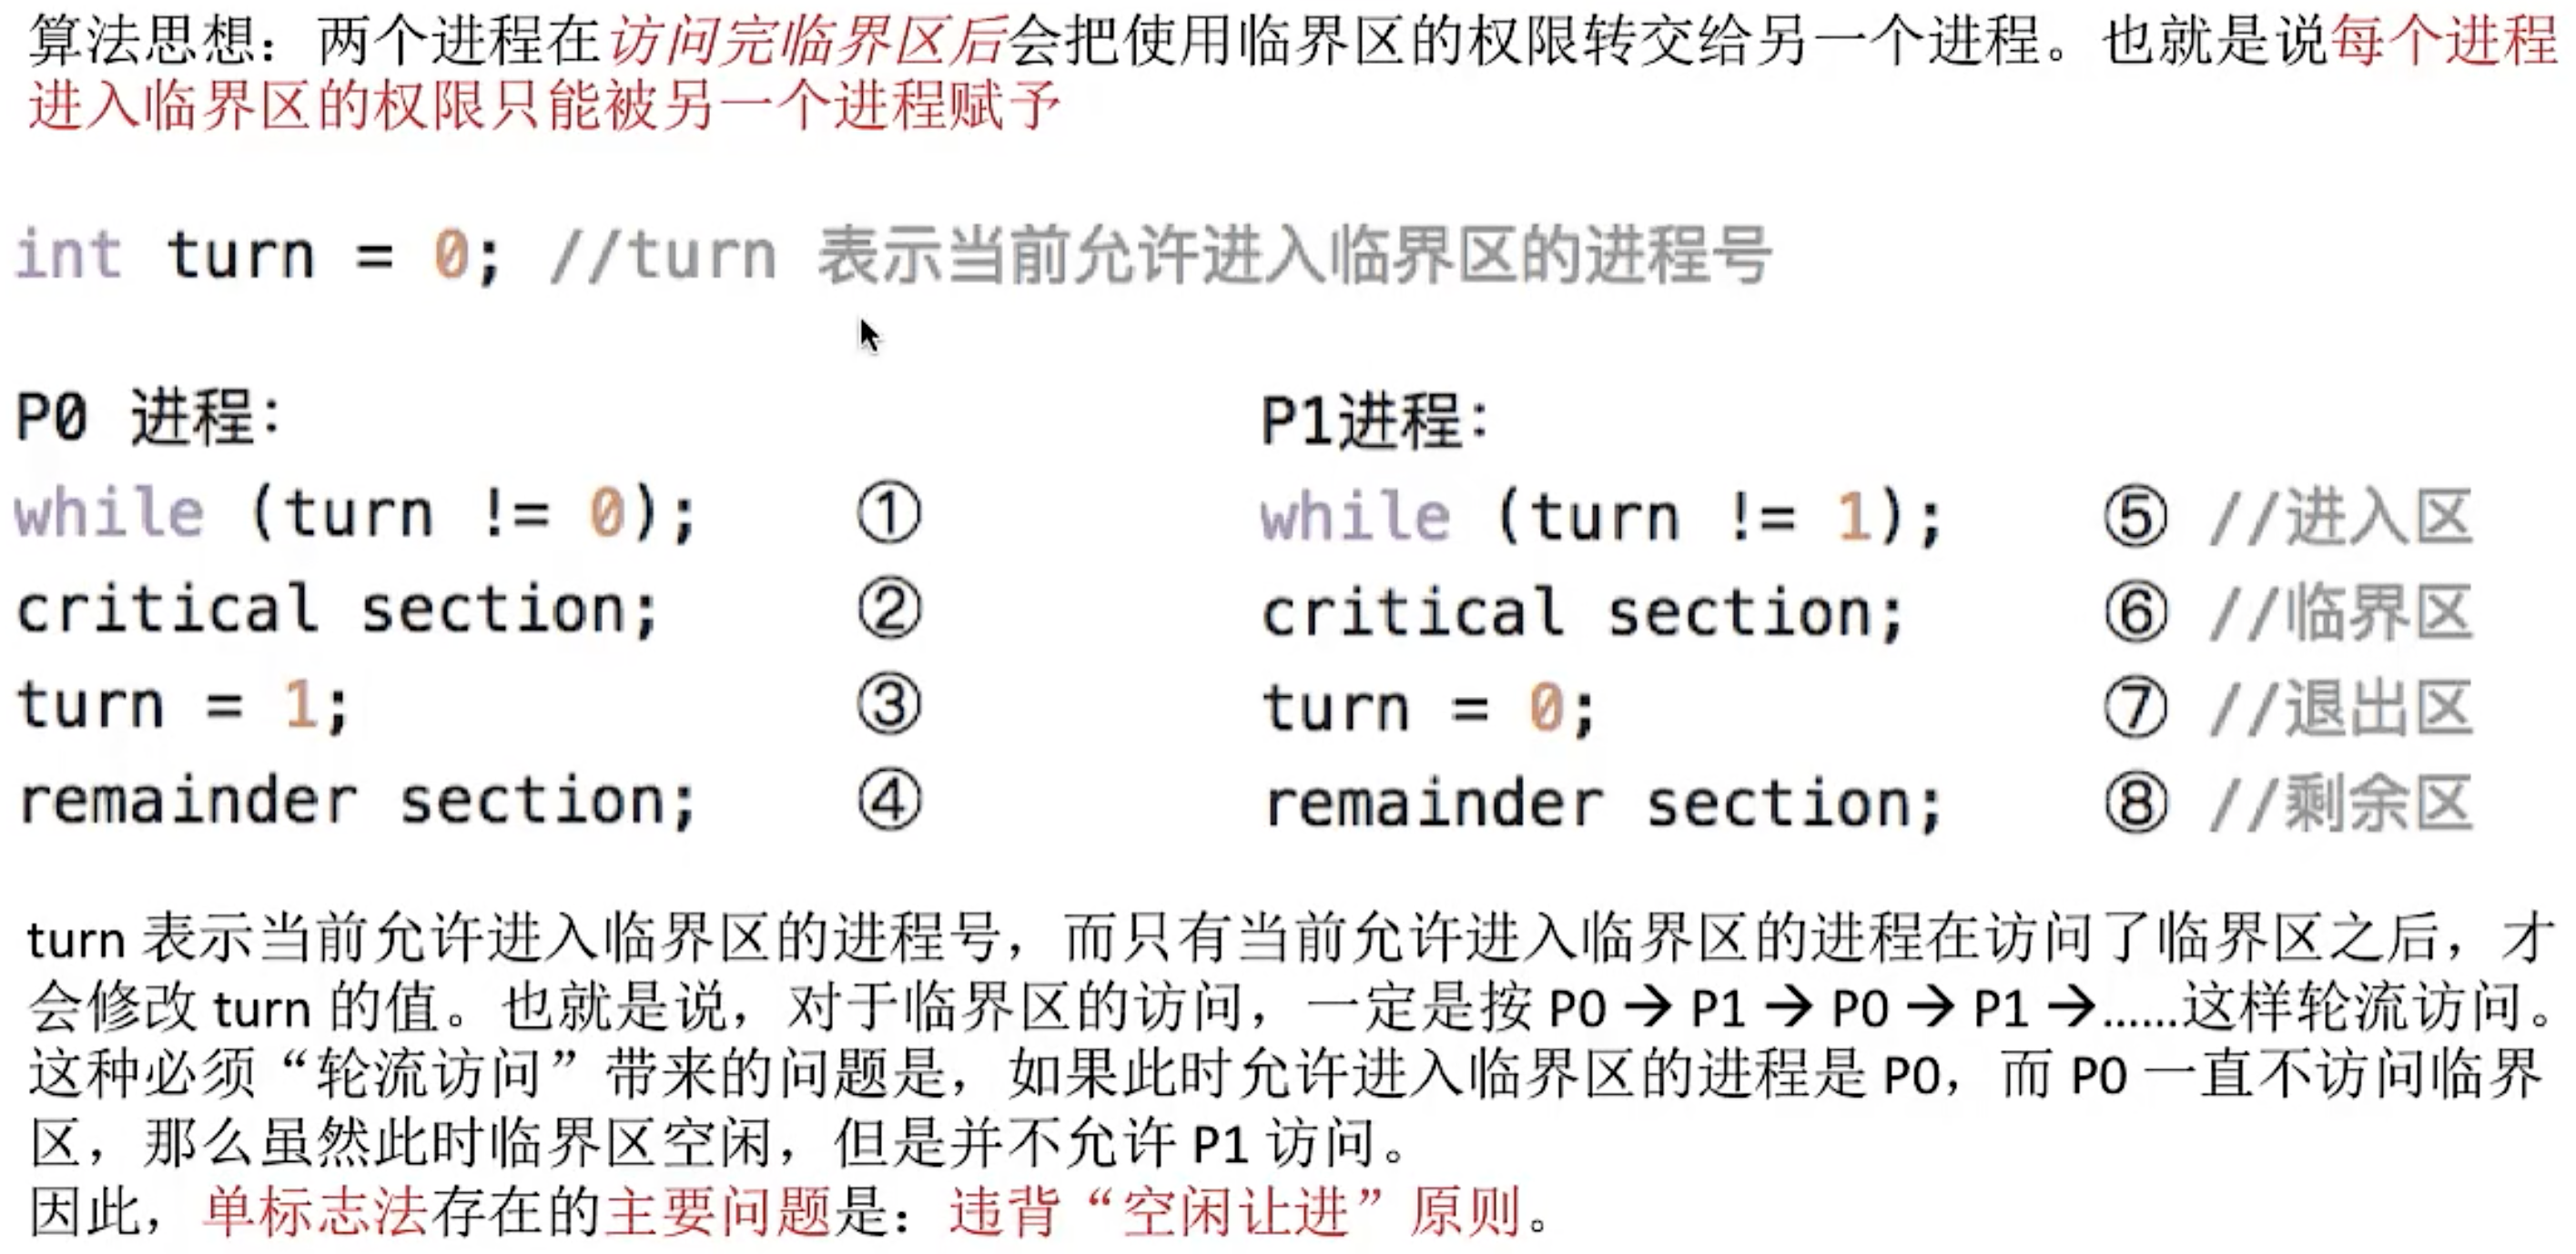 算法思想：两个进程在访问完临界区后会把使用临界区的权限转交给另一个进程。也就是说每个进程
进入临界区的权限只能被另一个进程赋予
int turn = 0; //turn 表示当前允许进入临界区的进程号
P0 进程：
while (turn != 0); ①
critical section; ②
turn = 1; ③
remainder section; ④
P1进程：
while (turn != 1); ⑤ //进入区
critical section; ⑥ //临界区
turn = 0; ⑦ //退出区
remainder section; ⑧ //剩余区
turn 表示当前允许进入临界区的进程号，而只有当前允许进入临界区的进程在访问了临界区之后，才
会修改 turn 的值。也就是说，对于临界区的访问，一定是按 P0 → P1 → P0 → P1 →……这样轮流访问。
这种必须“轮流访问”带来的问题是，如果此时允许进入临界区的进程是 P0，而 P0 一直不访问临界
区，那么虽然此时临界区空闲，但是并不允许 P1 访问。
因此，单标志法存在的主要问题是：违背“空闲让进”原则。